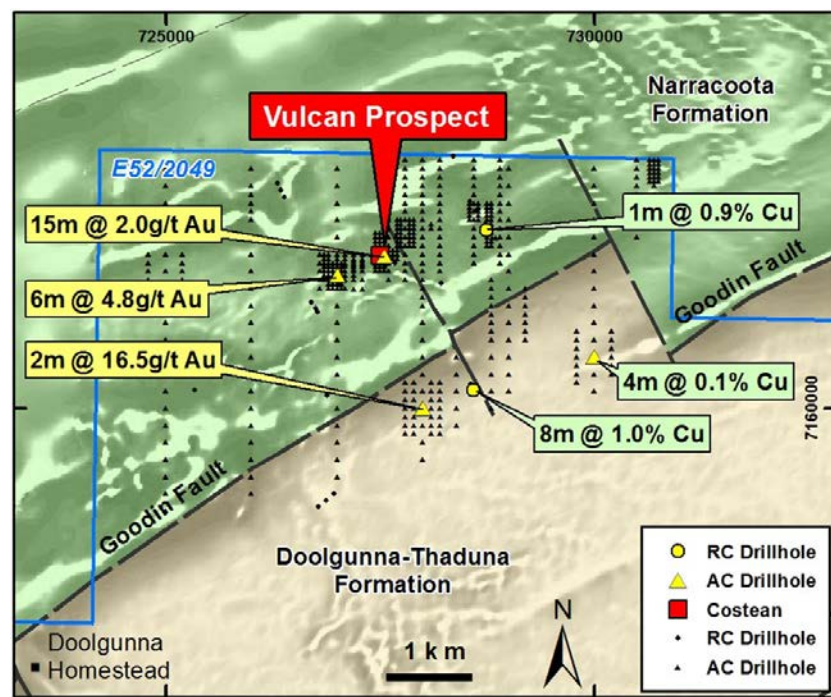 725000
730000
Narracoota
Formation
Vulcan Prospect
E52/2049
15m @ 2.0g/t Au
1m @ 0.9% Cu
6m @ 4.8g/t Au
Goodin Fault
2m @ 16.5g/t Au
4m @ 0.1% Cu
7160000
8m @ 1.0% Cu
Goodin Fault
Doolgunna-Thaduna
Formation
RC Drillhole
AC Drillhole
Costean
RC Drillhole
AC Drillhole
N
1 k m
Doolgunna
Homestead